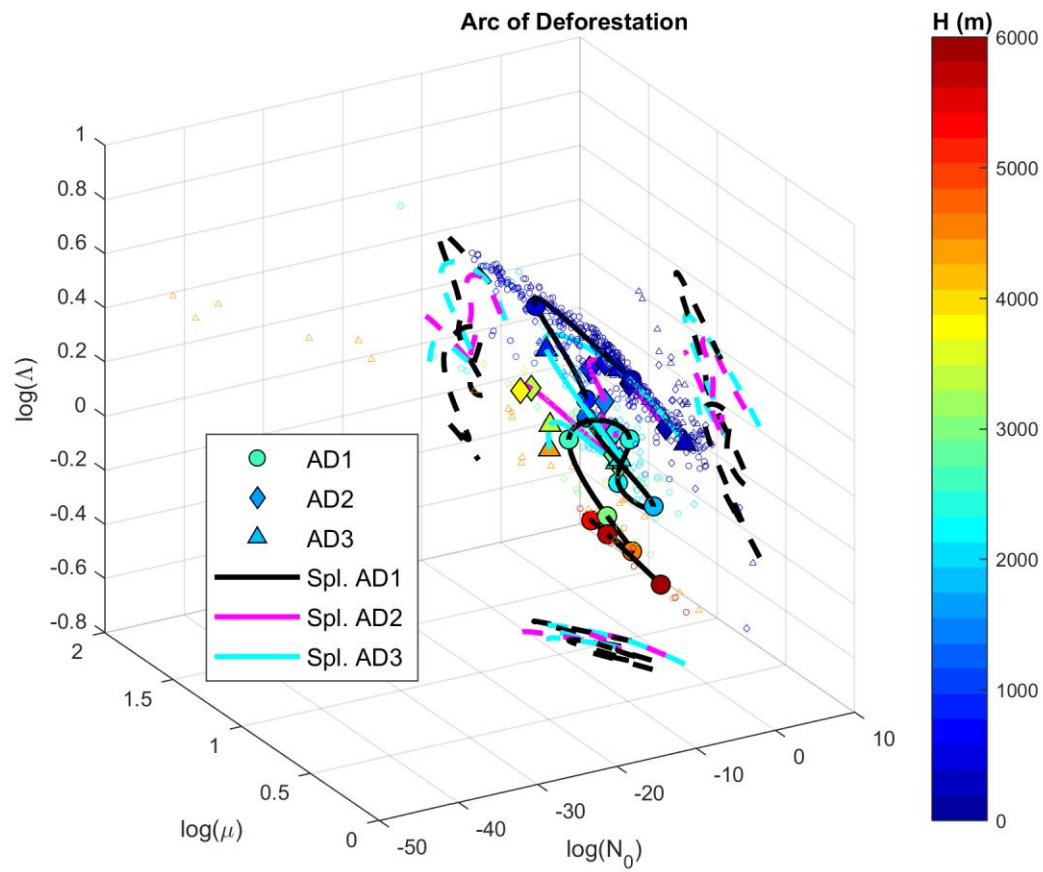 Arc of Deforestation
H (m)
6000
5000
4000
3000
2000
1000
0
log(Λ)
1
0.8
0.6
0.4
0.2
0
-0.2
-0.4
-0.6
-0.8
AD1
AD2
AD3
Spl. AD1
Spl. AD2
Spl. AD3
2
1.5
1
0.5
0
log(μ)
-50
-40
-30
-20
-10
0
10
log(N₀)